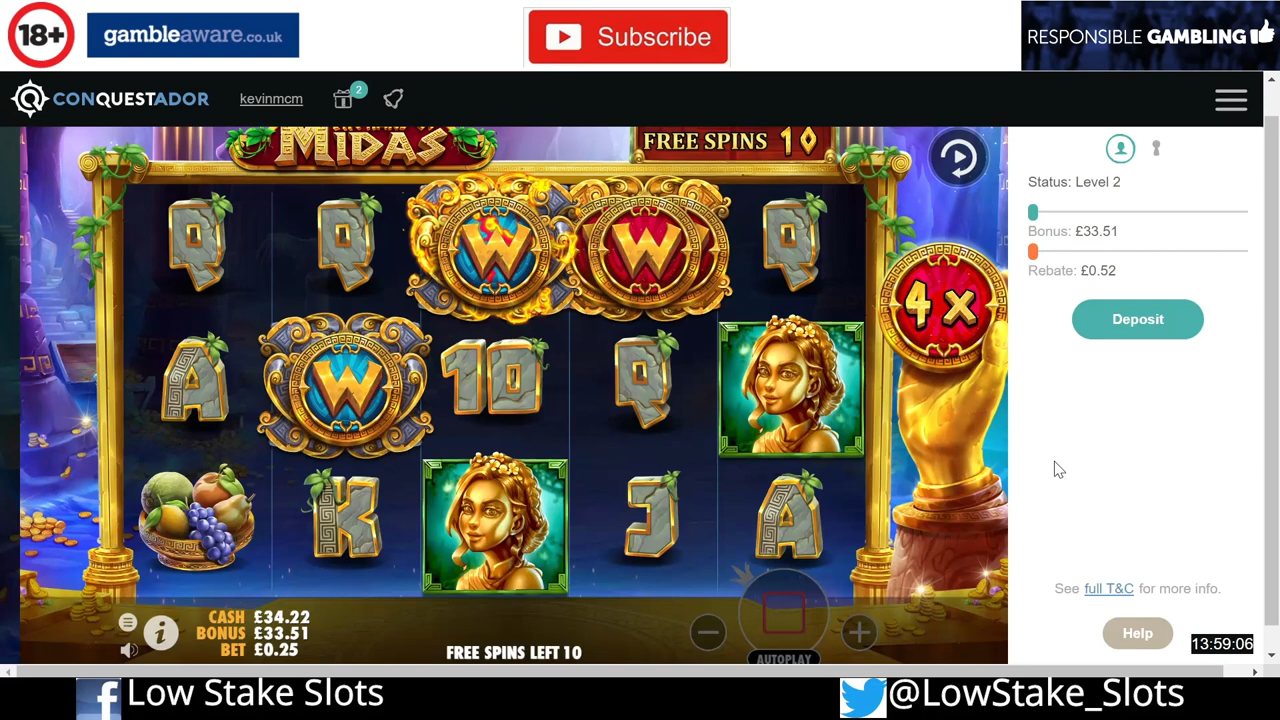 18+
gambleaware.co.uk
Subscribe
RESPONSIBLE GAMBLING
CONQUESTADOR
kevinmcm
2
MIDAS
FREE SPINS 10
Status: Level 2
Bonus: £33.51
Rebate: £0.52
Deposit
Q Q W W Q
4X
A W 10 Q
K J A
CASH £34.22
BONUS £33.51
BET £0.25
FREE SPINS LEFT 10
AUTOPLAY
See full T&C for more info.
Help
13:59:06
f Low Stake Slots
@LowStake_Slots